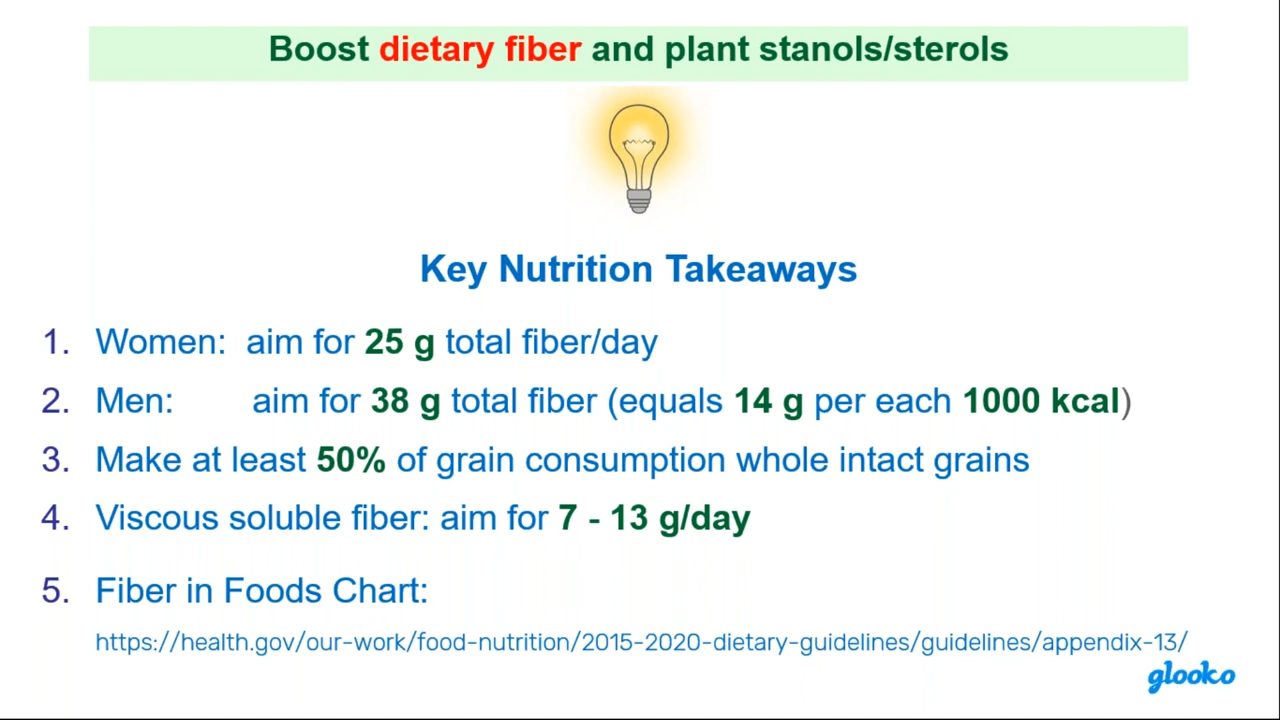 Boost dietary fiber and plant stanols/sterols
Key Nutrition Takeaways
1. Women: aim for 25 g total fiber/day
2. Men: aim for 38 g total fiber (equals 14 g per each 1000 kcal)
3. Make at least 50% of grain consumption whole intact grains
4. Viscous soluble fiber: aim for 7 - 13 g/day
5. Fiber in Foods Chart:
https://health.gov/our-work/food-nutrition/2015-2020-dietary-guidelines/guidelines/appendix-13/
glooko